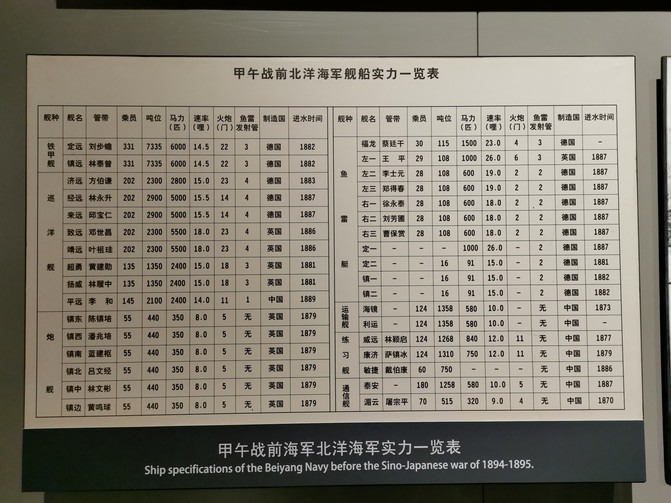 甲午战前北洋海军舰船实力一览表
舰种 舰名 管带 乘员 吨位 马力(匹) 速率(哩) 火炮(门) 鱼雷发射管 制造国 进水时间
铁甲舰 定远 刘步蟾 331 7335 6000 14.5 22 3 德国 1882
镇远 林泰曾 331 7335 6000 14.5 22 3 德国 1882
巡洋舰 济远 方伯谦 202 2300 2800 15.0 23 4 德国 1883
经远 林永升 202 2900 5000 15.5 14 4 德国 1887
来远 邱宝仁 202 2900 5000 15.5 14 4 德国 1887
致远 邓世昌 202 2300 5500 18.0 23 4 英国 1886
靖远 叶祖珪 202 2300 5500 18.0 23 4 英国 1886
超勇 黄建勋 135 1350 2400 15.0 18 3 英国 1881
扬威 林履中 135 1350 2400 15.0 18 3 英国 1881
平远 李 和 145 2100 2400 14.0 11 1 中国 1889
炮舰 镇东 陈镇培 55 440 350 8.0 5 无 英国 1879
镇西 潘兆培 55 440 350 8.0 5 无 英国 1879
镇南 蓝建枢 55 440 350 8.0 5 无 英国 1879
镇北 吕文经 55 440 350 8.0 5 无 英国 1879
镇中 林文彬 55 440 350 8.0 5 无 英国 1879
镇边 黄鸣球 55 440 350 8.0 5 无 英国 1879
舰种 舰名 管带 乘员 吨位 马力(匹) 速率(哩) 火炮(门) 鱼雷发射管 制造国 进水时间
鱼雷艇 福龙 蔡廷干 30 115 1500 23.0 4 3 德国 –
左一 王 平 29 108 1000 26.0 6 3 英国 1887
左二 李士元 28 108 600 19.0 2 2 德国 1887
左三 郑得春 28 108 600 19.0 2 2 德国 1887
右一 徐永泰 28 108 600 18.0 2 2 德国 1887
右二 刘芳圃 28 108 600 18.0 2 2 德国 1887
右三 曹保赏 28 108 600 18.0 2 2 德国 1887
定一 – – – 1000 26.0 – 2 德国 1887
定二 – – 16 91 15.0 – 2 德国 1881
镇一 – – 16 91 15.0 – 2 德国 1882
镇二 – – 16 91 15.0 – 2 德国 1882
运输舰 海镜 – 124 1358 580 10.0 – 无 中国 1873
利运 – 124 1358 580 10.0 – 无 中国 –
练习舰 威远 林颖启 124 1268 840 12.0 11 无 中国 1877
康济 萨镇冰 124 1310 750 12.0 11 无 中国 1879
敏捷 戴伯康 60 750 – – – 无 – 1886
通信舰 泰安 – 180 1258 580 10.0 5 无 中国 1887
湄云 屠宗平 70 515 320 9.0 4 无 中国 1870
甲午战前海军北洋海军实力一览表
Ship specifications of the Beiyang Navy before the Sino-Japanese war of 1894-1895.